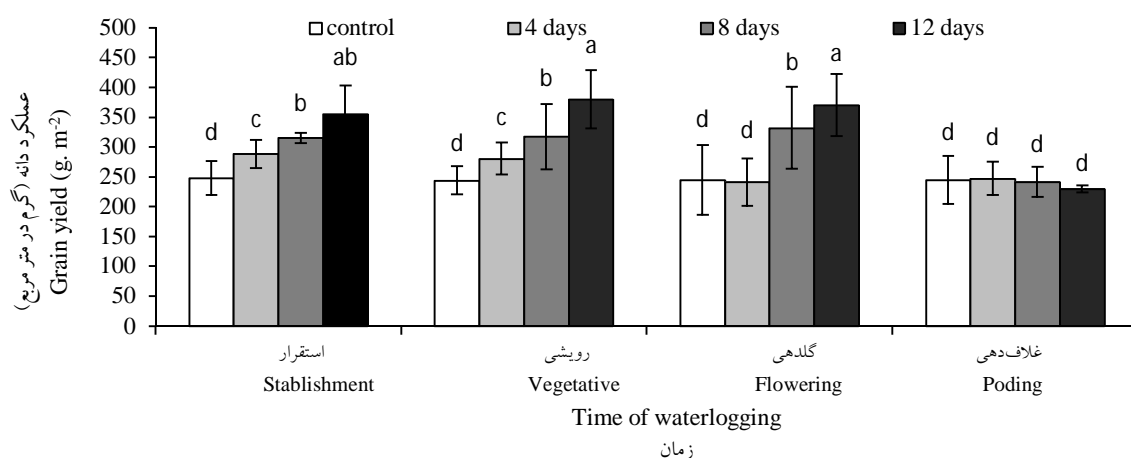 عملکرد دانه (گرم در متر مربع)
Grain yield (g. m-2)
500
450
400
350
300
250
200
150
100
50
0
control 4 days 8 days 12 days
d c b ab
d c b a
d d b a
d d d d
استقرار رویشی گلدهی غلاف‌دهی
Stablishment Vegetative Flowering Poding
Time of waterlogging
زمان